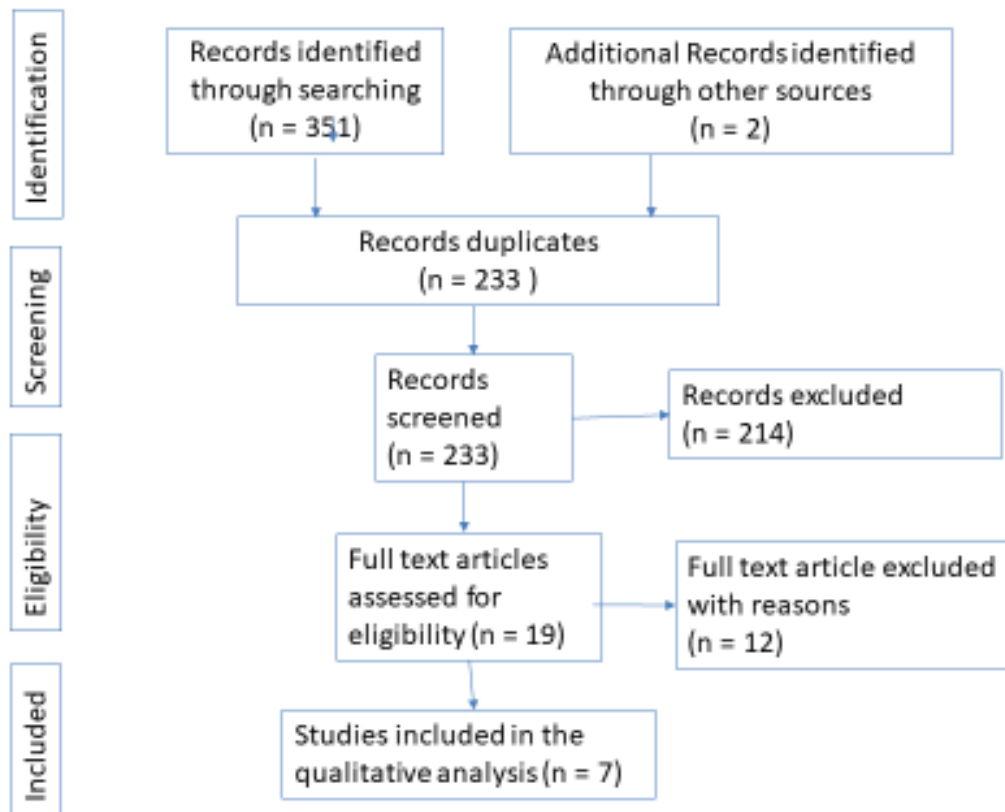 Identification
Records identified
through searching
(n = 351)
Additional Records identified
through other sources
(n = 2)
Screening
Records duplicates
(n = 233 )
Records
screened
(n = 233)
Records excluded
(n = 214)
Eligibility
Full text articles
assessed for
eligibility (n = 19)
Full text article excluded
with reasons
(n = 12)
Included
Studies included in the
qualitative analysis (n = 7)